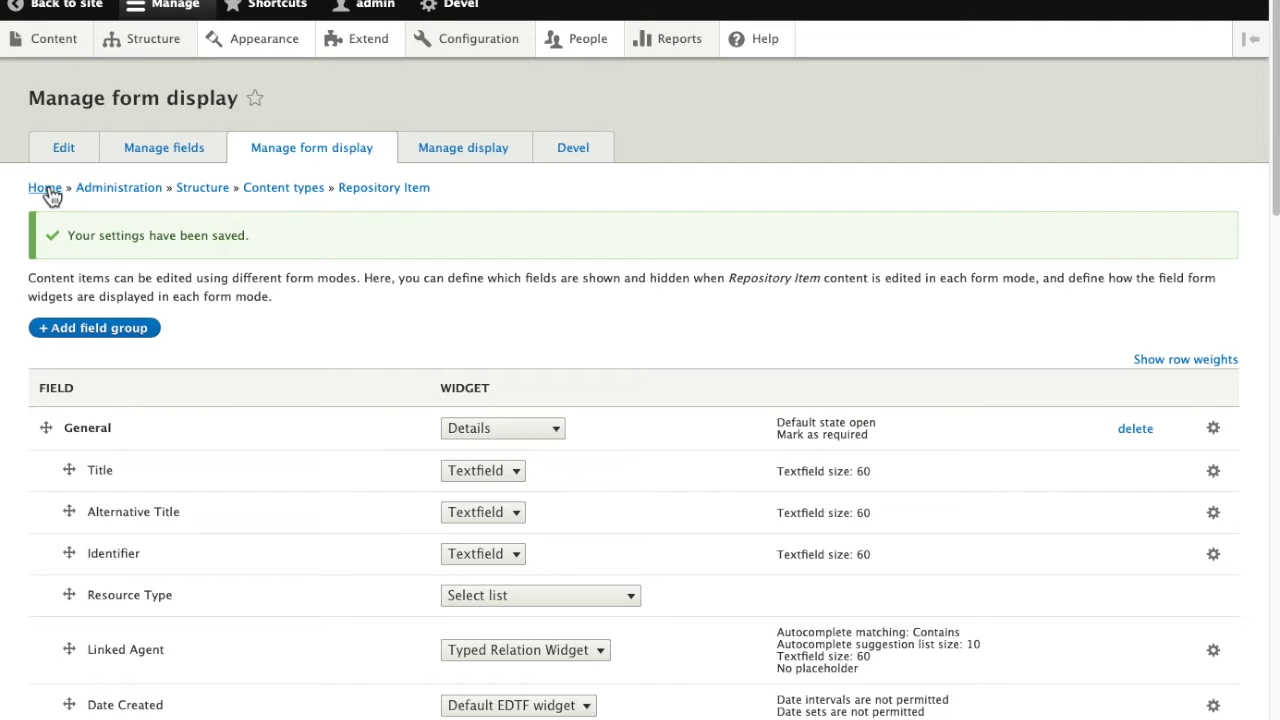 Back to site Manage Shortcuts admin Devel
Content Structure Appearance Extend Configuration People Reports Help
Manage form display
Edit Manage fields Manage form display Manage display Devel
Home » Administration » Structure » Content types » Repository Item
Your settings have been saved.
Content items can be edited using different form modes. Here, you can define which fields are shown and hidden when Repository Item content is edited in each form mode, and define how the field form
widgets are displayed in each form mode.
+ Add field group
Show row weights
FIELD WIDGET
General Details Default state open
Mark as required
delete
Title Textfield Textfield size: 60
Alternative Title Textfield Textfield size: 60
Identifier Textfield Textfield size: 60
Resource Type Select list
Linked Agent Typed Relation Widget Autocomplete matching: Contains
Autocomplete suggestion list size: 10
Textfield size: 60
No placeholder
Date Created Default EDTF widget Date intervals are not permitted
Date sets are not permitted